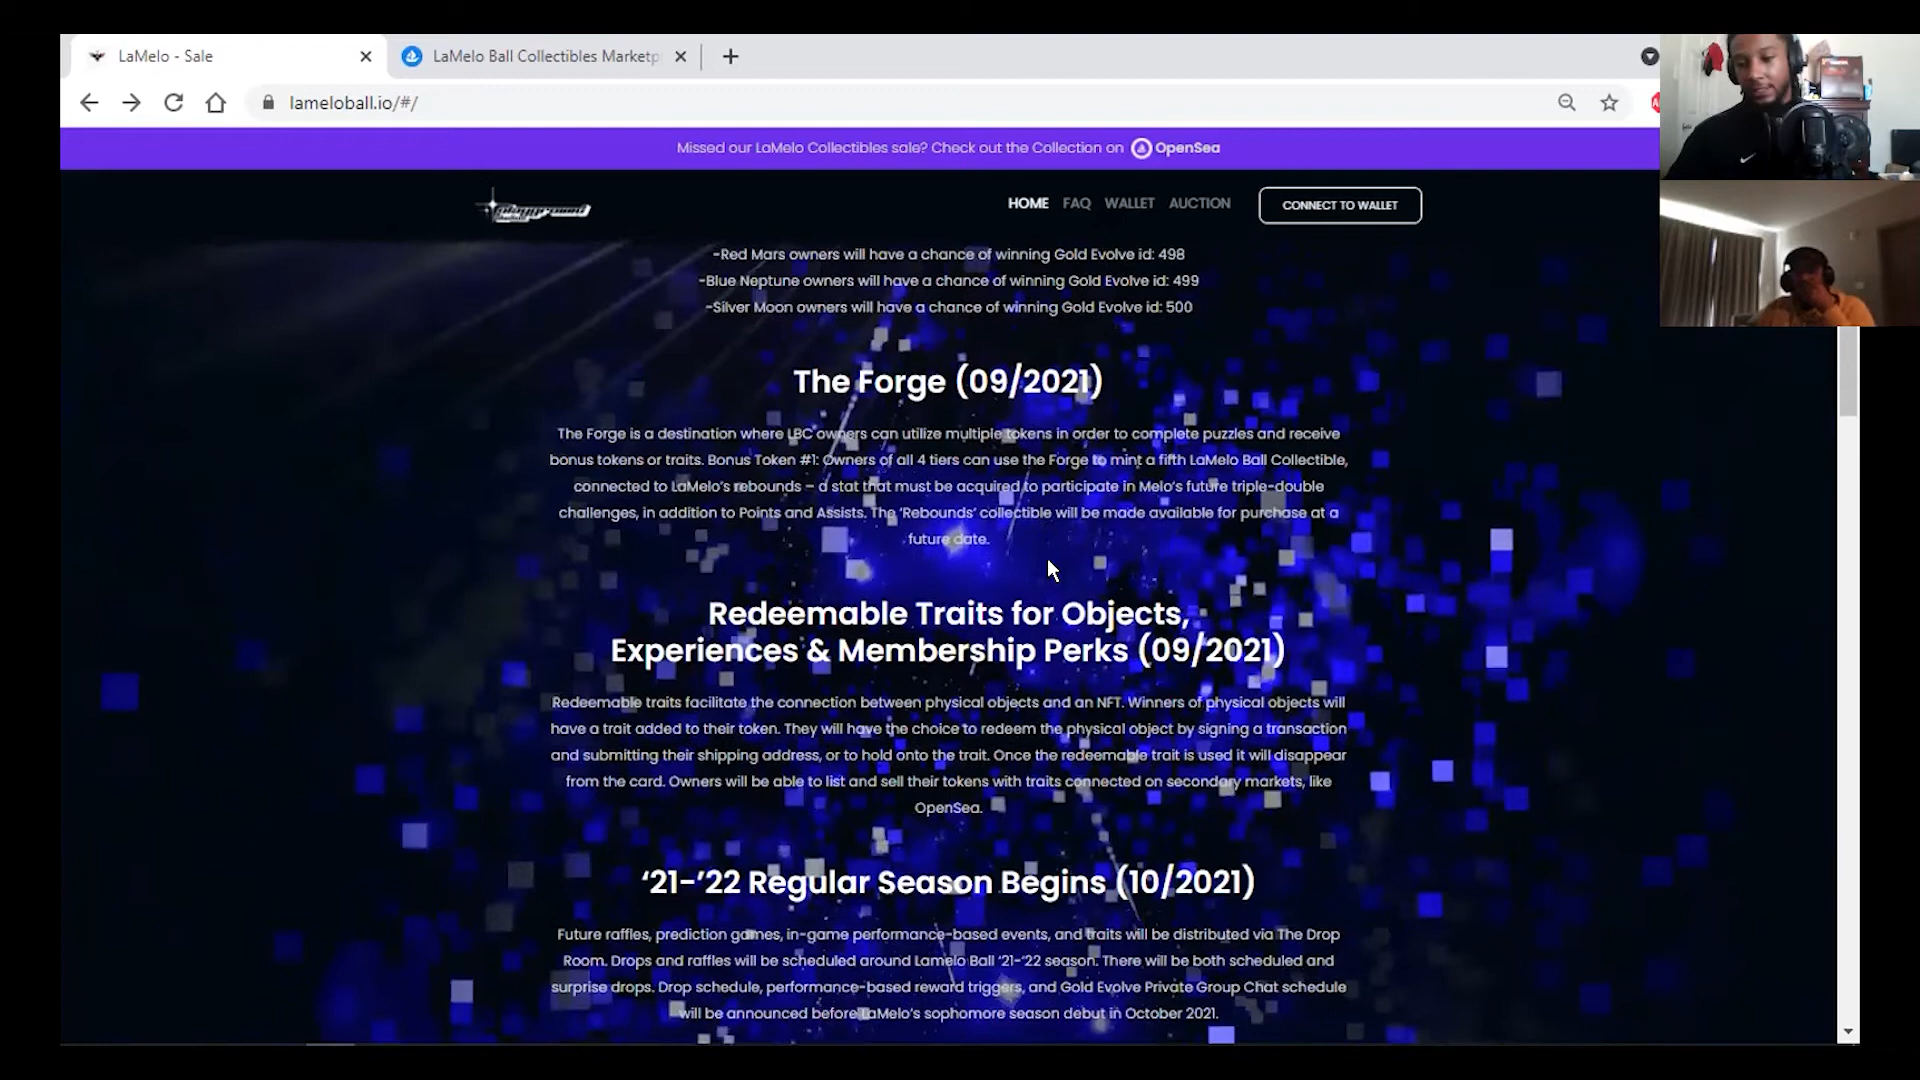 LaMelo - Sale
LaMelo Ball Collectibles Marketp
lameloball.io/#/
Missed our LaMelo Collectibles sale? Check out the Collection on OpenSea
playground
HOME FAQ WALLET AUCTION CONNECT TO WALLET
-Red Mars owners will have a chance of winning Gold Evolve id: 498
-Blue Neptune owners will have a chance of winning Gold Evolve id: 499
-Silver Moon owners will have a chance of winning Gold Evolve id: 500
The Forge (09/2021)
The Forge is a destination where LBC owners can utilize multiple tokens in order to complete puzzles and receive
bonus tokens or traits. Bonus Token #1: Owners of all 4 tiers can use the Forge to mint a fifth LaMelo Ball Collectible,
connected to LaMelo's rebounds – a stat that must be acquired to participate in Melo's future triple-double
challenges, in addition to Points and Assists. The 'Rebounds' collectible will be made available for purchase at a
future date.
Redeemable Traits for Objects,
Experiences & Membership Perks (09/2021)
Redeemable traits facilitate the connection between physical objects and an NFT. Winners of physical objects will
have a trait added to their token. They will have the choice to redeem the physical object by signing a transaction
and submitting their shipping address, or to hold onto the trait. Once the redeemable trait is used it will disappear
from the card. Owners will be able to list and sell their tokens with traits connected on secondary markets, like
OpenSea.
'21-'22 Regular Season Begins (10/2021)
Future raffles, prediction games, in-game performance-based events, and traits will be distributed via The Drop
Room. Drops and raffles will be scheduled around Lamelo Ball '21-'22 season. There will be both scheduled and
surprise drops. Drop schedule, performance-based reward triggers, and Gold Evolve Private Group Chat schedule
will be announced before LaMelo's sophomore season debut in October 2021.